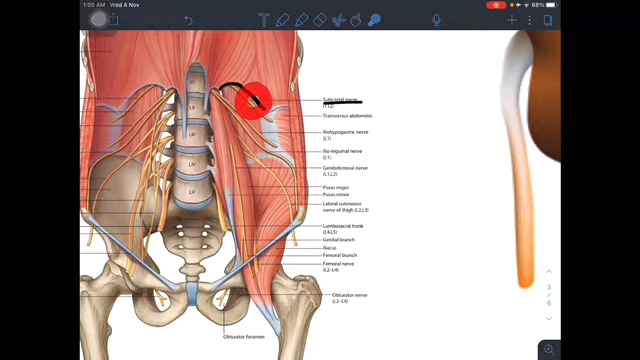 1:05 AM Wed 4 Nov
88%
T
LI
LII
LIII
LIV
LV
Subcostal nerve
(T12)
Transversus abdominis
Iliohypogastric nerve
(L1)
Ilio-inguinal nerve
(L1)
Genitofemoral nerve
(L1, L2)
Psoas major
Psoas minor
Lateral cutaneous
nerve of thigh (L2, L3)
Lumbosacral trunk
(L4, L5)
Genital branch
Iliacus
Femoral branch
Femoral nerve
(L2–L4)
Obturator nerve
(L2–L4)
Obturator foramen
3
/
6